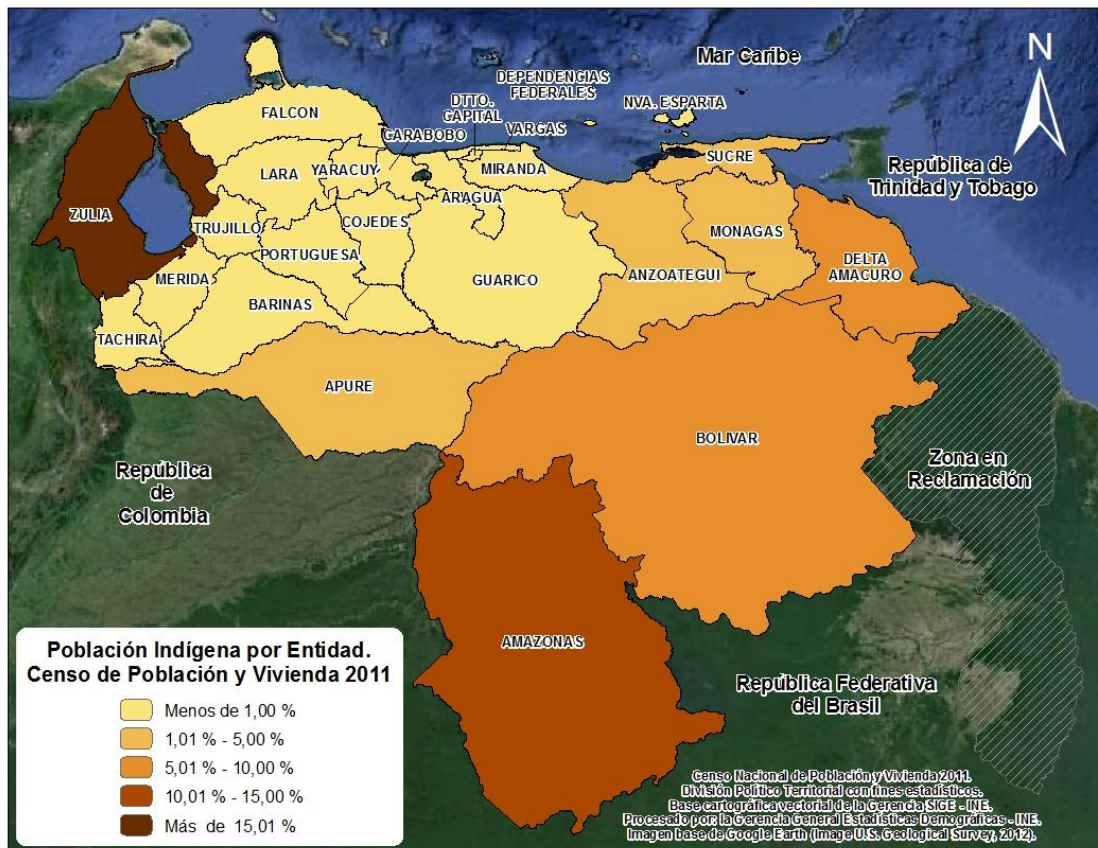 Mar Caribe
N
DEPENDENCIAS
FEDERALES
DTTO.
CAPITAL
NVA. ESPARTA
FALCON
CARABOBO
VARGAS
SUCRE
República de
Trinidad y Tobago
LARA
YARACUY
MIRANDA
ARAGUA
ZULIA
TRUJILLO
COJEDES
MONAGAS
PORTUGUESA
DELTA
AMACURO
MERIDA
GUARICO
ANZOATEGUI
BARINAS
TACHIRA
APURE
BOLIVAR
República
de
Colombia
Zona en
Reclamación
AMAZONAS
República Federativa
del Brasil
Población Indígena por Entidad.
Censo de Población y Vivienda 2011
Menos de 1,00 %
1,01 % - 5,00 %
5,01 % - 10,00 %
10,01 % - 15,00 %
Más de 15,01 %
Censo Nacional de Población y Vivienda 2011.
División Político Territorial con fines estadísticos.
Base cartográfica vectorial de la Gerencia SIGE - INE.
Procesado por: la Gerencia General Estadísticas Demográficas - INE.
Imagen base de Google Earth (Image U.S. Geological Survey, 2012).